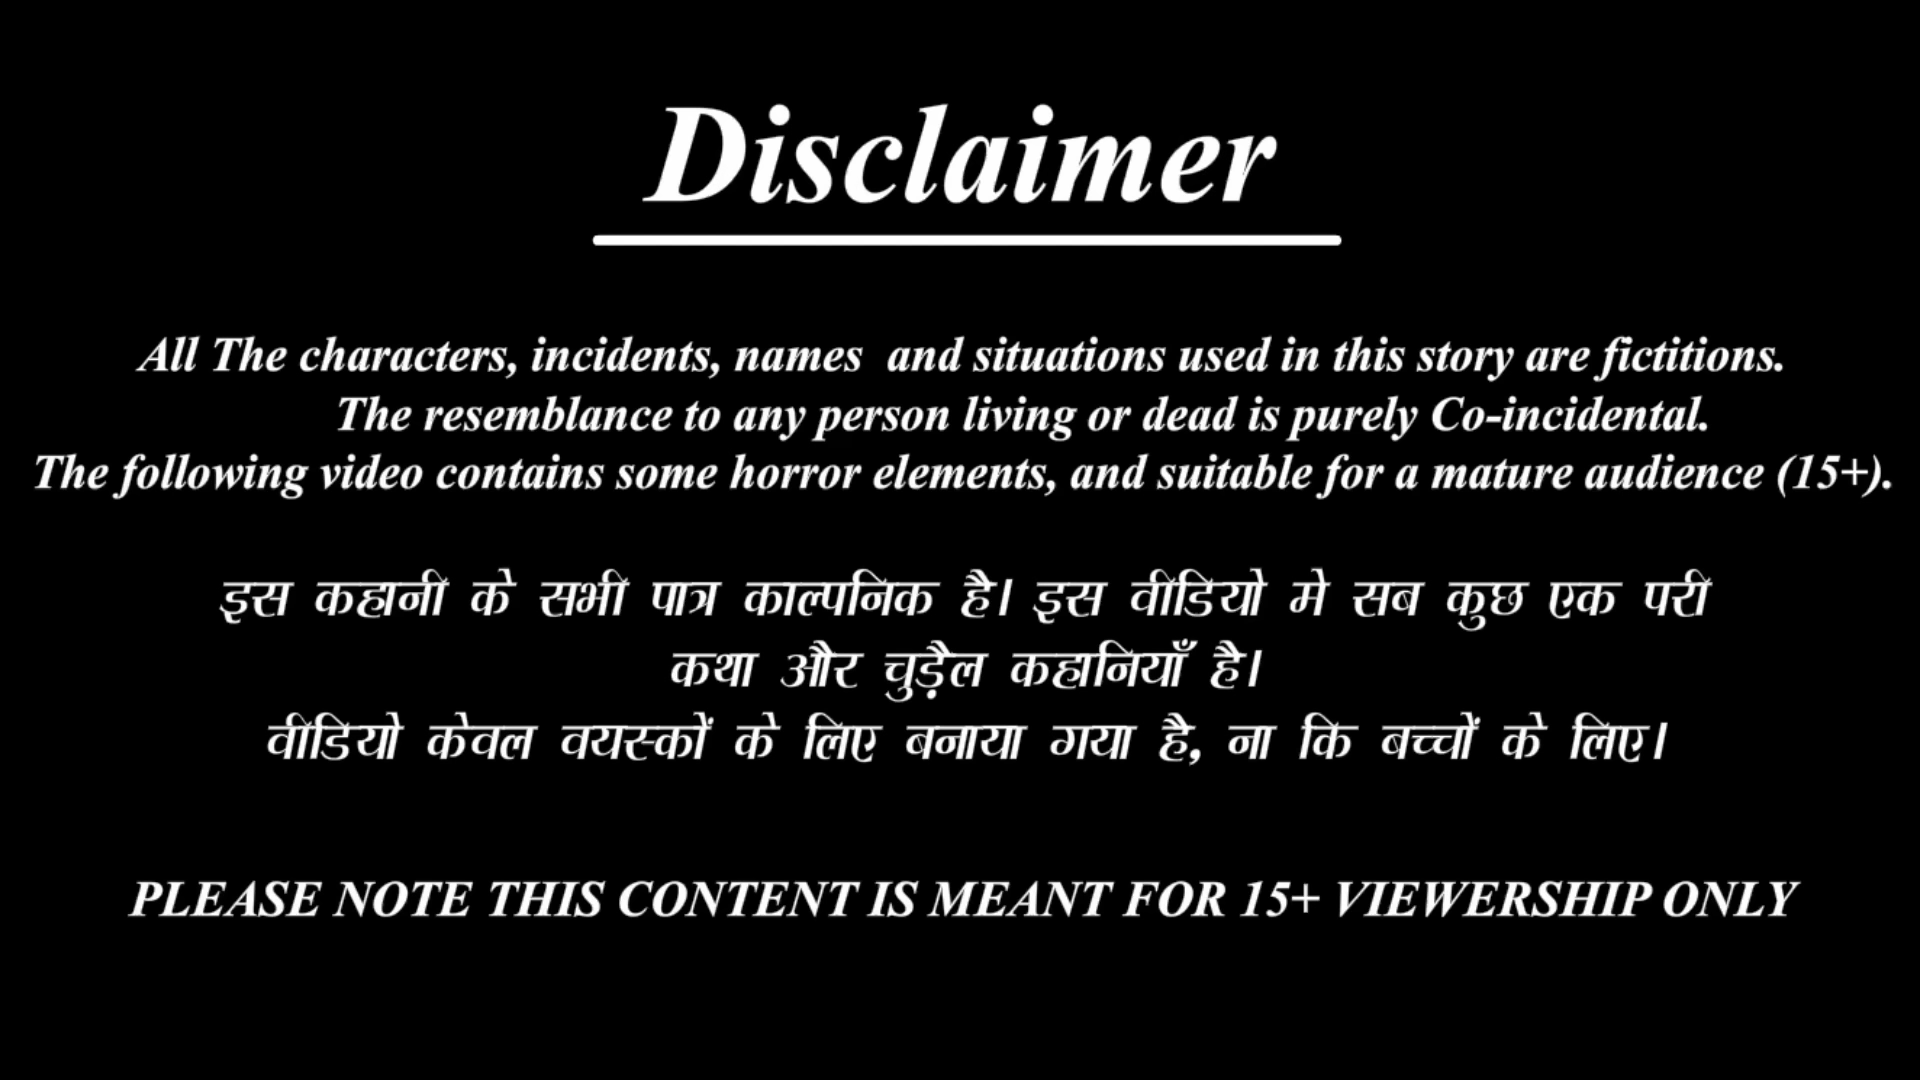 Disclaimer
All The characters, incidents, names and situations used in this story are fictitions.
The resemblance to any person living or dead is purely Co-incidental.
The following video contains some horror elements, and suitable for a mature audience (15+).
इस कहानी के सभी पात्र काल्पनिक है। इस वीडियो मे सब कुछ एक परी
कथा और चुड़ैल कहानियाँ है।
वीडियो केवल वयस्कों के लिए बनाया गया है, ना कि बच्चों के लिए।
PLEASE NOTE THIS CONTENT IS MEANT FOR 15+ VIEWERSHIP ONLY